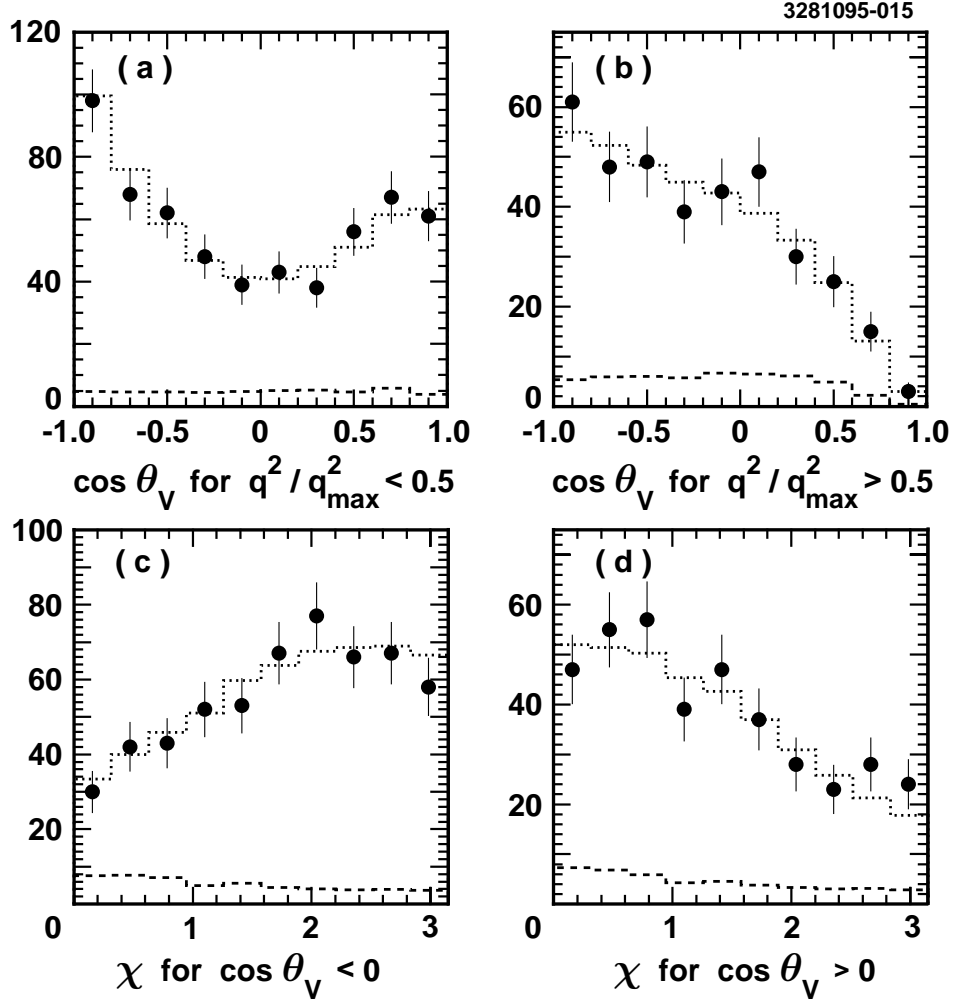 3281095-015
120
( a )
80
40
0
-1.0 -0.5 0 0.5 1.0
cos θV for q2 / q2max < 0.5
( b )
60
40
20
0
-1.0 -0.5 0 0.5 1.0
cos θV for q2 / q2max > 0.5
100
( c )
80
60
40
20
0
1 2 3
χ for cos θV < 0
( d )
60
40
20
0
1 2 3
χ for cos θV > 0